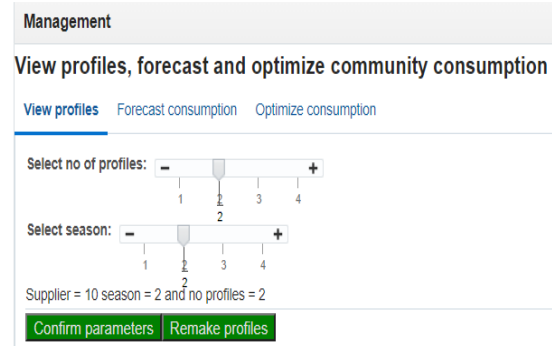 Management
View profiles, forecast and optimize community consumption
View profiles Forecast consumption Optimize consumption
Select no of profiles: - +
1 2 3 4
2
Select season: - +
1 2 3 4
2
Supplier = 10 season = 2 and no profiles = 2
Confirm parameters Remake profiles